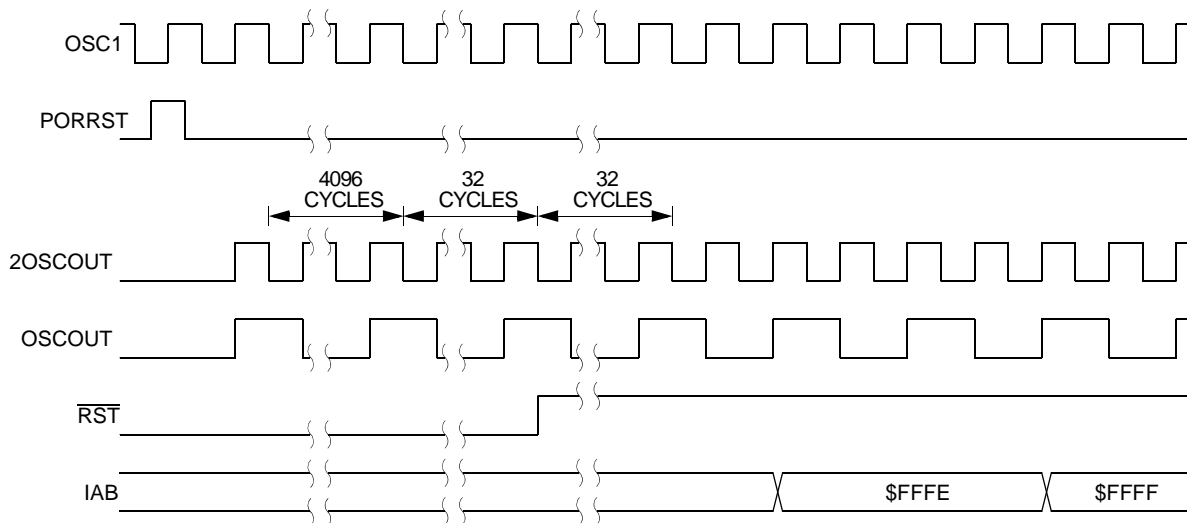 OSC1
PORRST
4096
CYCLES
32
CYCLES
32
CYCLES
2OSCOUT
OSCOUT
RST
IAB
$FFFE
$FFFF